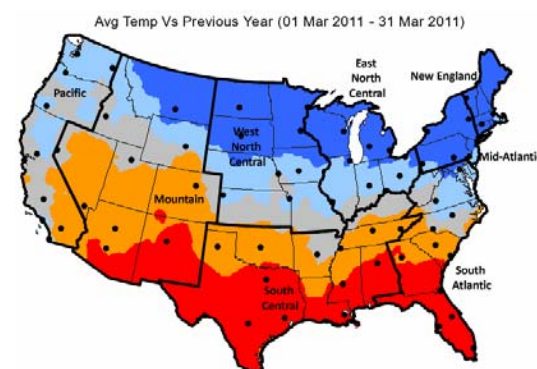 Avg Temp Vs Previous Year (01 Mar 2011 - 31 Mar 2011)
East
North
Central
New England
Pacific
West
North
Central
Mid-Atlantic
Mountain
South
Central
South
Atlantic